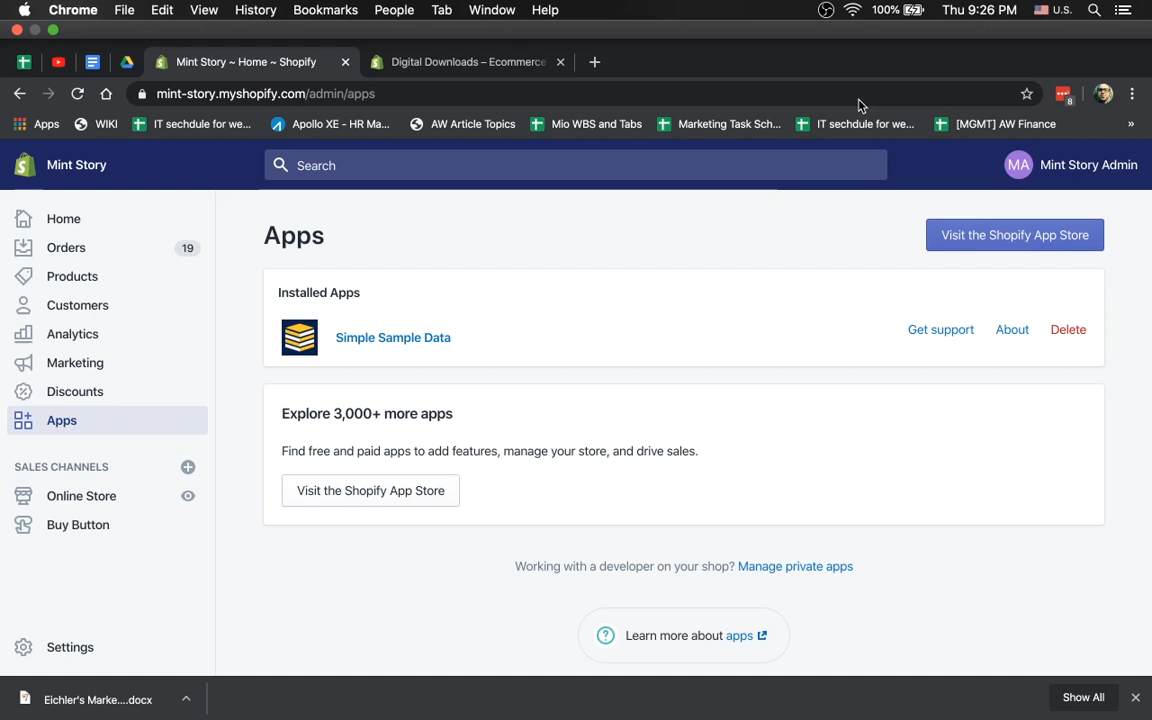 Chrome File Edit View History Bookmarks People Tab Window Help 100% Thu 9:26 PM U.S.
Mint Story ~ Home ~ Shopify Digital Downloads – Ecommerce
mint-story.myshopify.com/admin/apps 8
Apps WIKI IT sechdule for we... Apollo XE - HR Ma... AW Article Topics Mio WBS and Tabs Marketing Task Sch... IT sechdule for we... [MGMT] AW Finance »
Mint Story Search MA Mint Story Admin
Home
Orders 19
Products
Customers
Analytics
Marketing
Discounts
Apps
SALES CHANNELS
Online Store
Buy Button
Settings
Apps Visit the Shopify App Store
Installed Apps
Simple Sample Data Get support About Delete
Explore 3,000+ more apps
Find free and paid apps to add features, manage your store, and drive sales.
Visit the Shopify App Store
Working with a developer on your shop? Manage private apps
Learn more about apps
Eichler's Marke....docx Show All